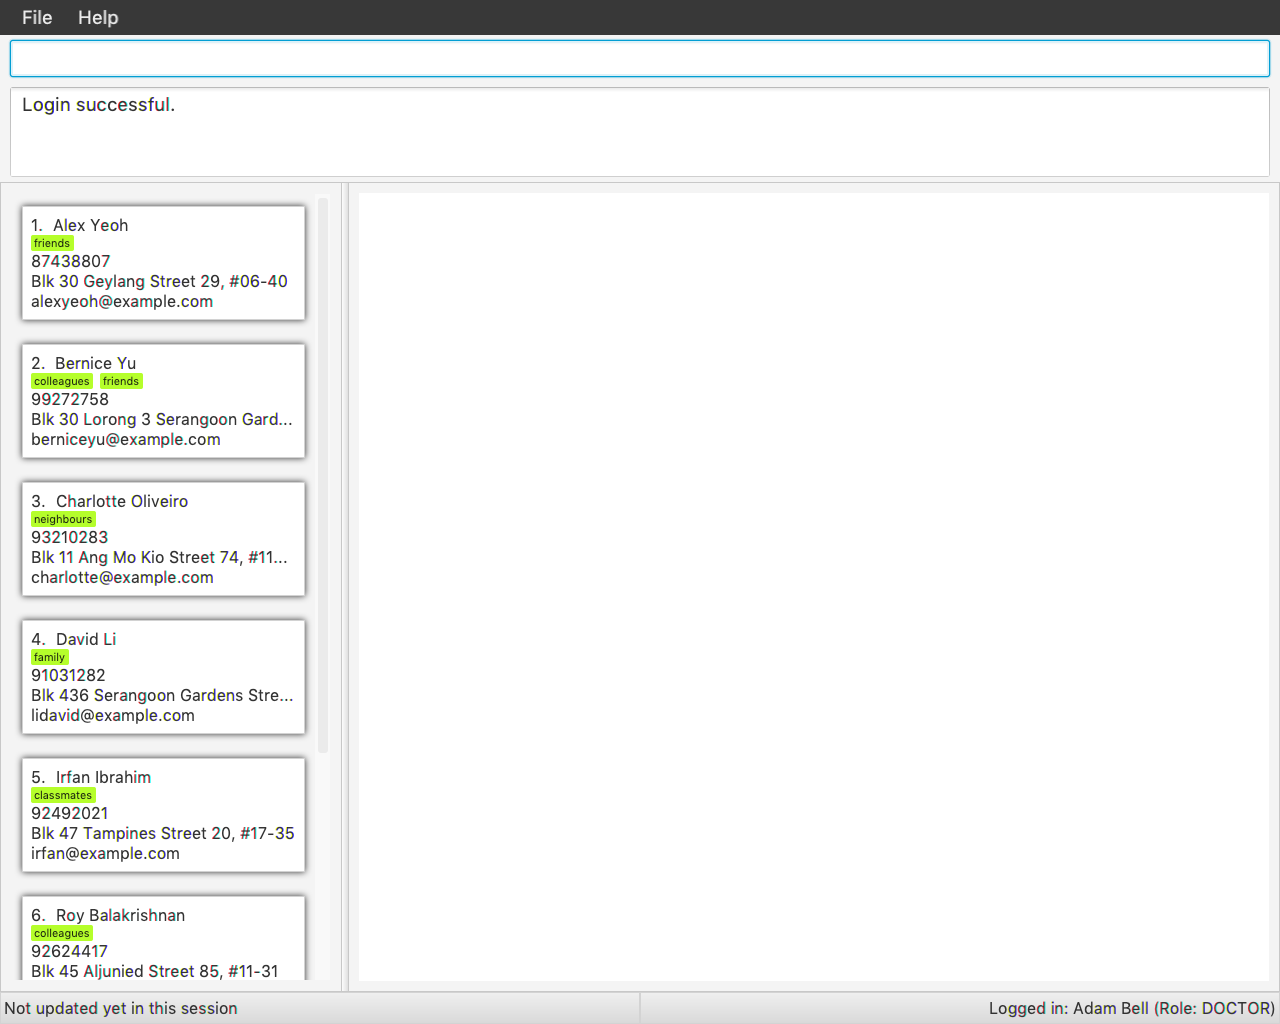 File Help
Login successful.
1. Alex Yeoh
friends
87438807
Blk 30 Geylang Street 29, #06-40
alexyeoh@example.com
2. Bernice Yu
colleagues friends
99272758
Blk 30 Lorong 3 Serangoon Gard...
berniceyu@example.com
3. Charlotte Oliveiro
neighbours
93210283
Blk 11 Ang Mo Kio Street 74, #11...
charlotte@example.com
4. David Li
family
91031282
Blk 436 Serangoon Gardens Stre...
lidavid@example.com
5. Irfan Ibrahim
classmates
92492021
Blk 47 Tampines Street 20, #17-35
irfan@example.com
6. Roy Balakrishnan
colleagues
92624417
Blk 45 Aljunied Street 85, #11-31
Not updated yet in this session
Logged in: Adam Bell (Role: DOCTOR)